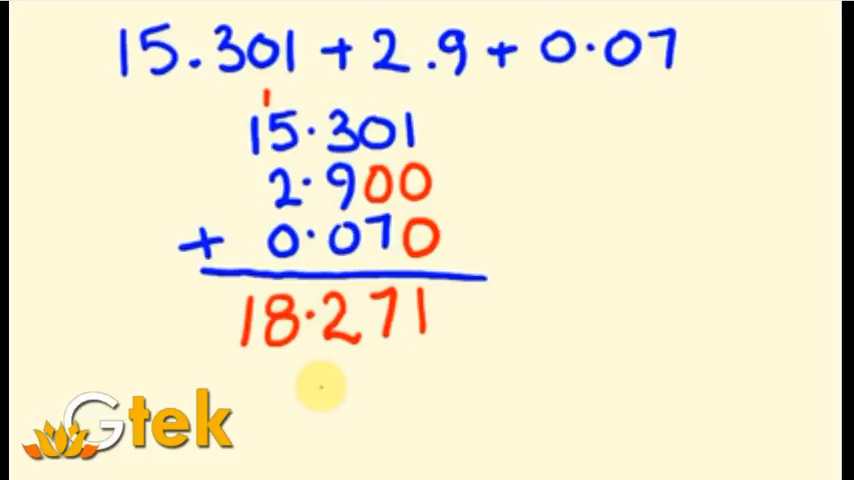 15.301 + 2.9 + 0.07
1
15.301
2.900
+ 0.070
18.271
Gtek